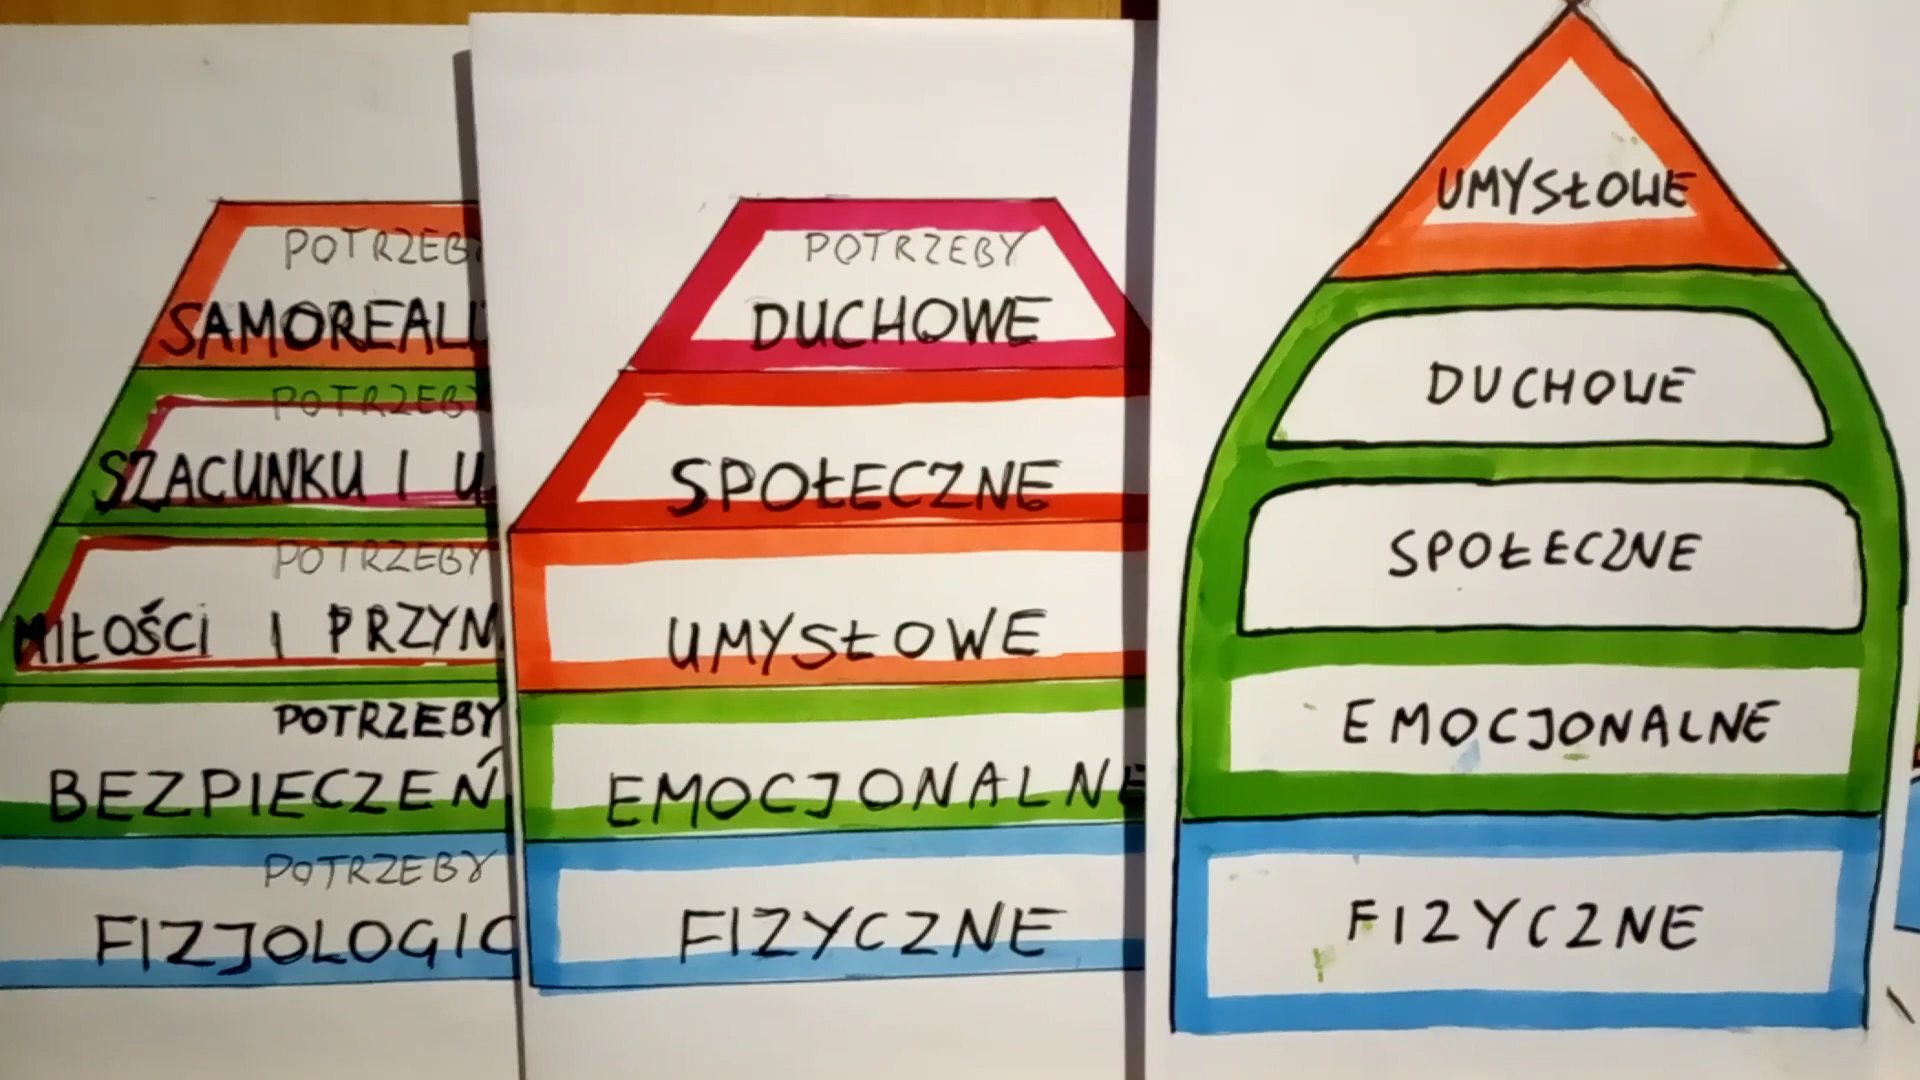 POTRZEBY
SAMOREALI
POTRZEBY
SZACUNKU I U
POTRZEBY
MIŁOŚCI I PRZYN
POTRZEBY
BEZPIECZEŃ
POTRZEBY
FIZJOLOGIC
POTRZEBY
DUCHOWE
SPOŁECZNE
UMYSŁOWE
EMOCJONALNE
FIZYCZNE
UMYSŁOWE
DUCHOWE
SPOŁECZNE
EMOCJONALNE
FIZYCZNE